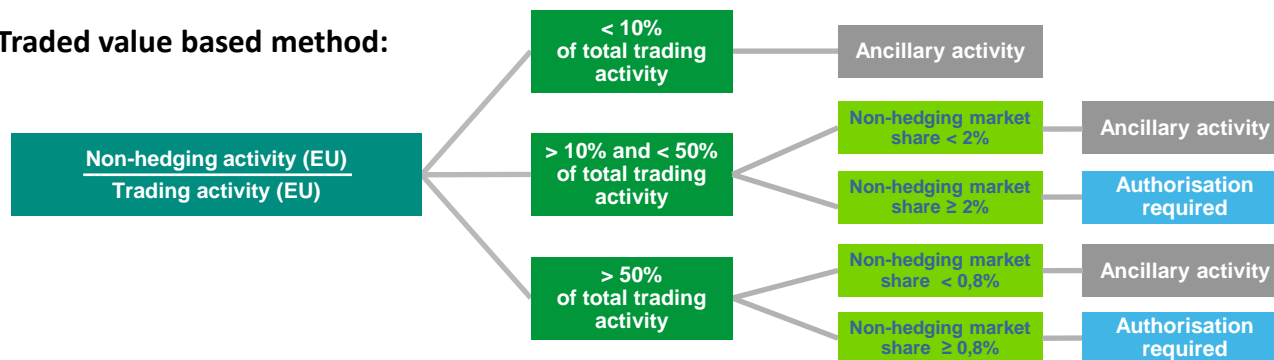 Traded value based method:
Non-hedging activity (EU)
Trading activity (EU)
< 10%
of total trading
activity
Ancillary activity
> 10% and < 50%
of total trading
activity
Non-hedging market
share < 2%
Ancillary activity
Non-hedging market
share ≥ 2%
Authorisation
required
> 50%
of total trading
activity
Non-hedging market
share < 0,8%
Ancillary activity
Non-hedging market
share ≥ 0,8%
Authorisation
required